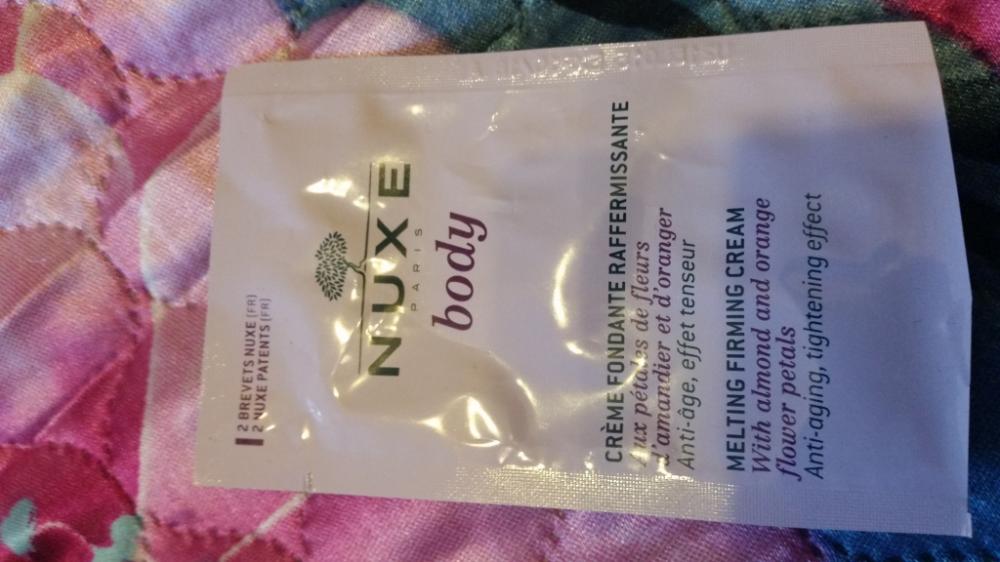 2 BREVETS NUXE (FR)
2 NUXE PATENTS (FR)
NUXE
PARIS
body
CRÈME FONDANTE RAFFERMISSANTE
Aux pétales de fleurs
d'amandier et d'oranger
Anti-âge, effet tenseur
MELTING FIRMING CREAM
With almond and orange
flower petals
Anti-aging, tightening effect